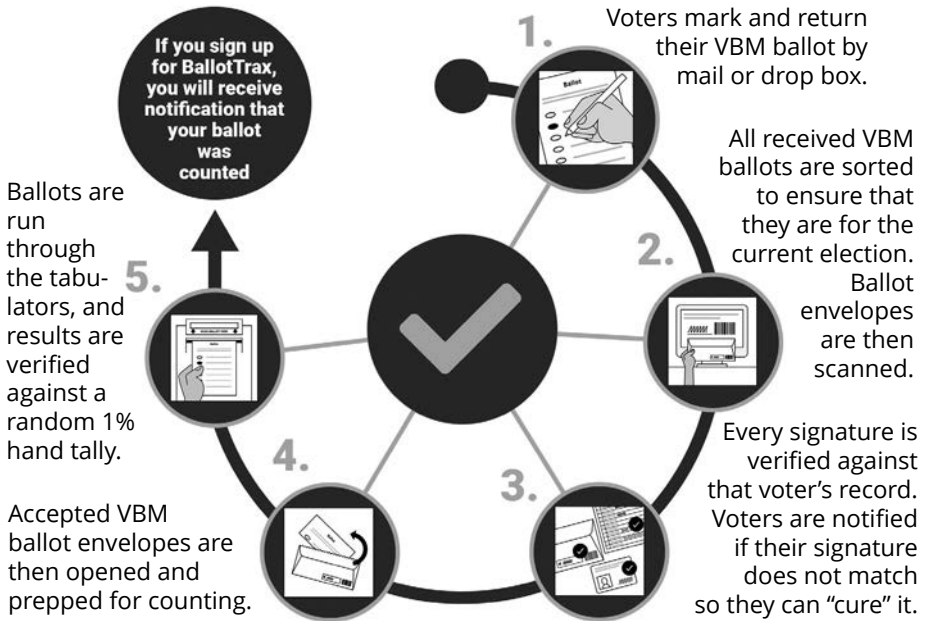 1.
Voters mark and return
their VBM ballot by
mail or drop box.
Ballot
2.
All received VBM
ballots are sorted
to ensure that
they are for the
current election.
Ballot
envelopes
are then
scanned.
3.
Every signature is
verified against
that voter’s record.
Voters are notified
if their signature
does not match
so they can “cure” it.
4.
Accepted VBM
ballot envelopes are
then opened and
prepped for counting.
5.
Ballots are
run
through
the tabu-
lators, and
results are
verified
against a
random 1%
hand tally.
If you sign up
for BallotTrax,
you will receive
notification that
your ballot
was
counted